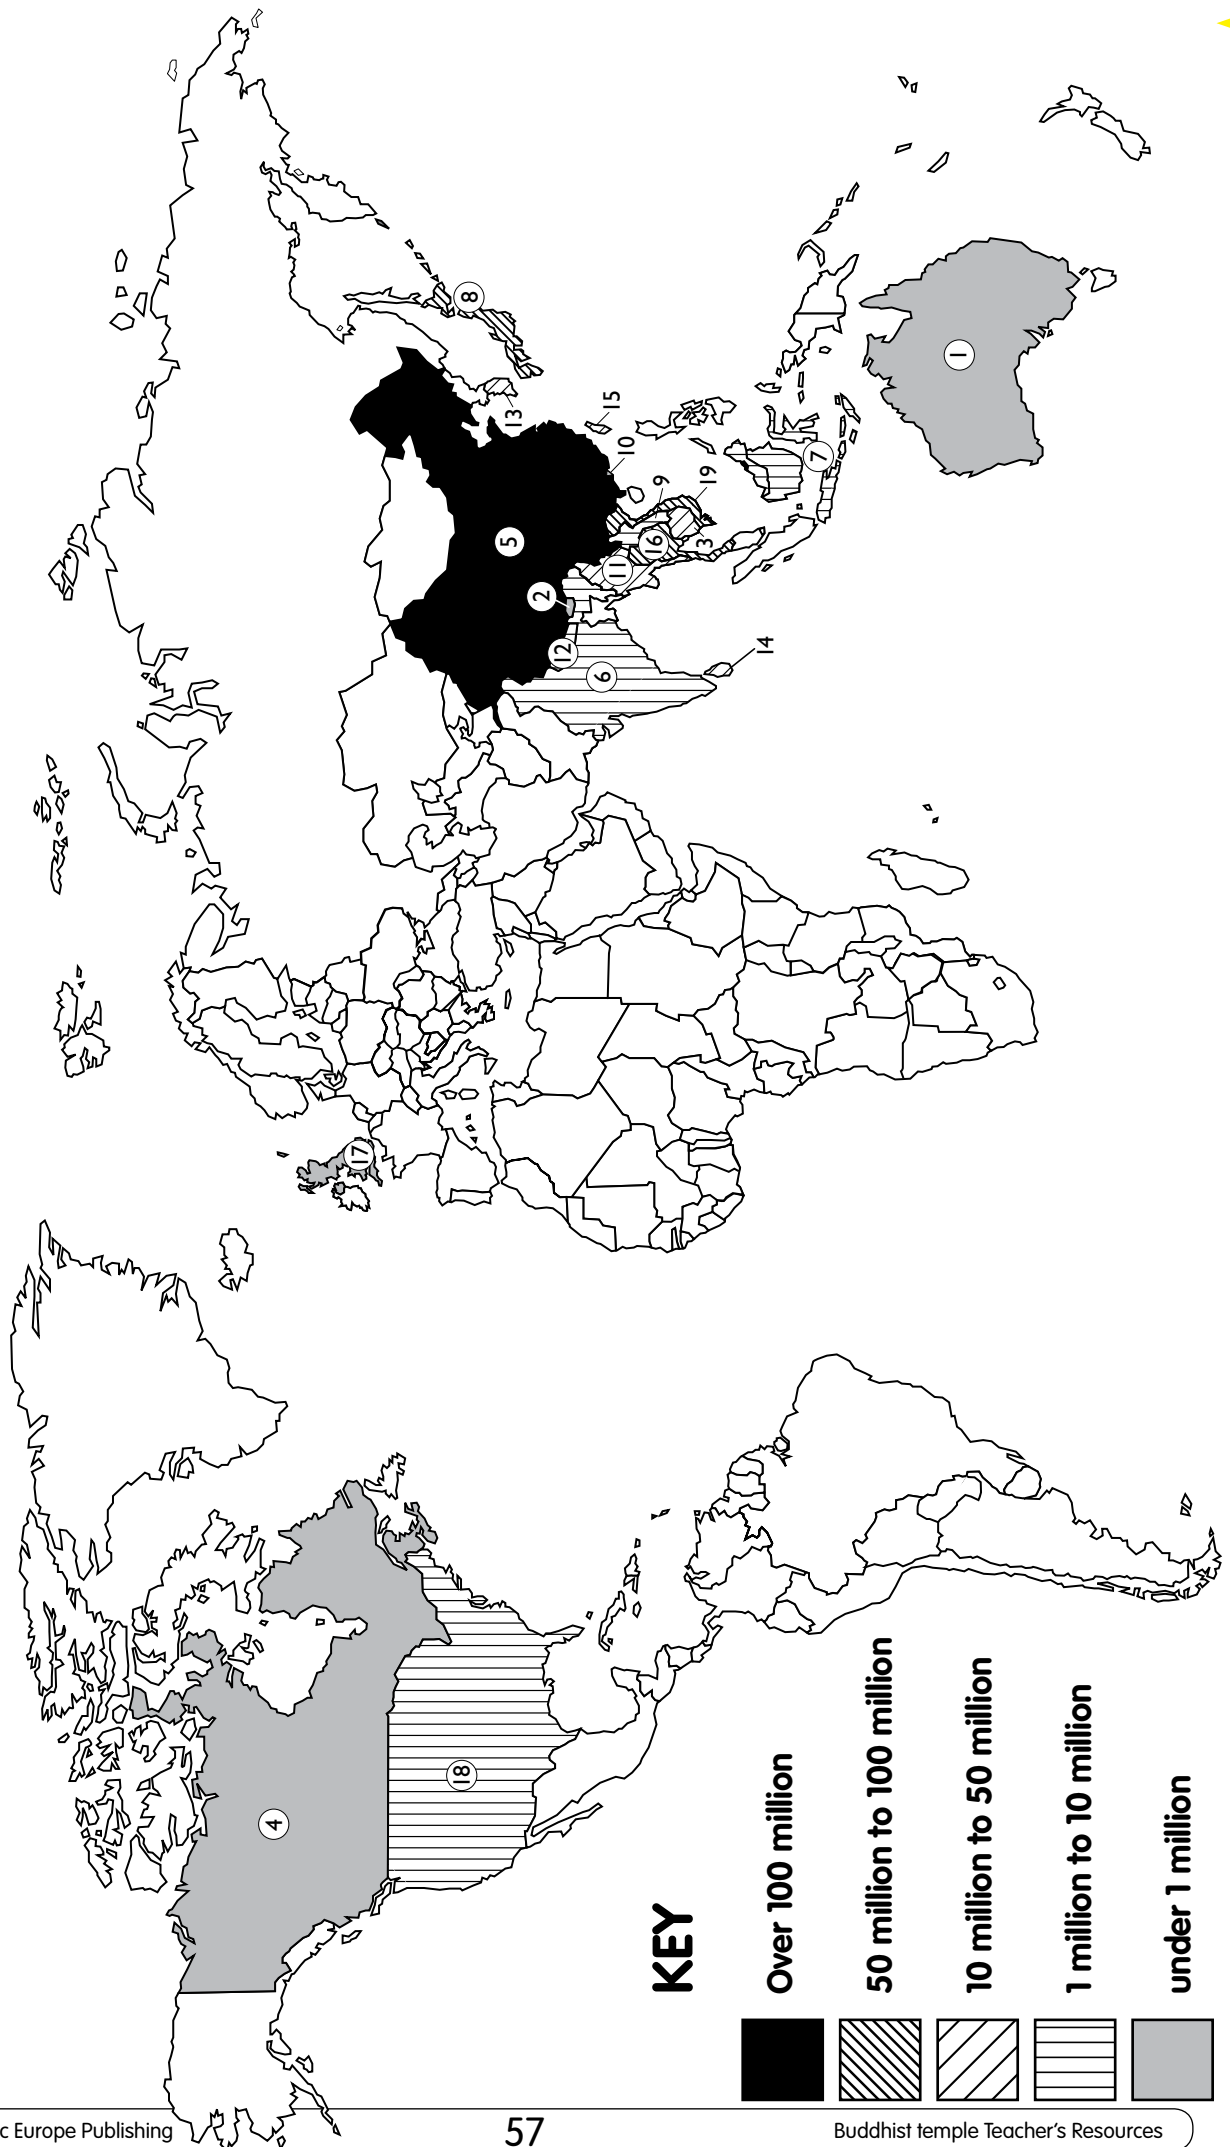 8
1
13
15
10
7
5
9
19
16
3
11
2
12
6
14
17
4
18
KEY
Over 100 million
50 million to 100 million
10 million to 50 million
1 million to 10 million
under 1 million
c Europe Publishing
57
Buddhist temple Teacher's Resources